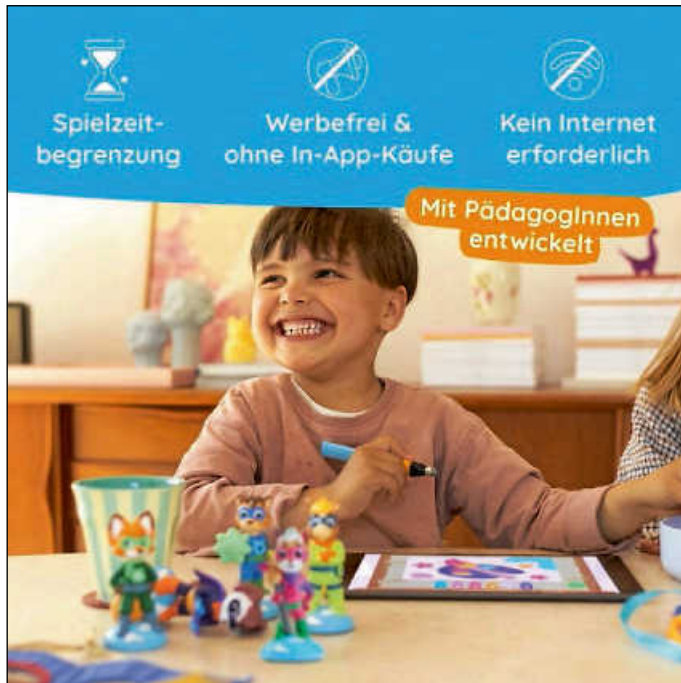 Spielzeit-
begrenzung
Werbefrei &
ohne In-App-Käufe
Kein Internet
erforderlich
Mit PädagogInnen
entwickelt